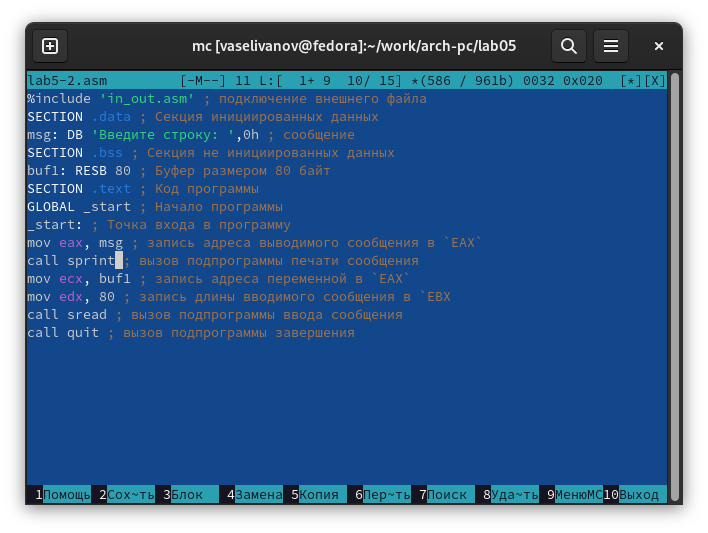 mc [vaselivanov@fedora]:~/work/arch-pc/lab05
lab5-2.asm [-M--] 11 L:[ 1+ 9 10/ 15] *(586 / 961b) 0032 0x020 [*][X]
%include 'in_out.asm' ; подключение внешнего файла
SECTION .data ; Секция инициированных данных
msg: DB 'Введите строку: ',0h ; сообщение
SECTION .bss ; Секция не инициированных данных
buf1: RESB 80 ; Буфер размером 80 байт
SECTION .text ; Код программы
GLOBAL _start ; Начало программы
_start: ; Точка входа в программу
mov eax, msg ; запись адреса выводимого сообщения в `EAX`
call sprint ; вызов подпрограммы печати сообщения
mov ecx, buf1 ; запись адреса переменной в `EAX`
mov edx, 80 ; запись длины вводимого сообщения в `EBX
call sread ; вызов подпрограммы ввода сообщения
call quit ; вызов подпрограммы завершения
1Помощь 2Сох~ть 3Блок 4Замена 5Копия 6Пер~ть 7Поиск 8Уда~ть 9МенюMC 10Выход